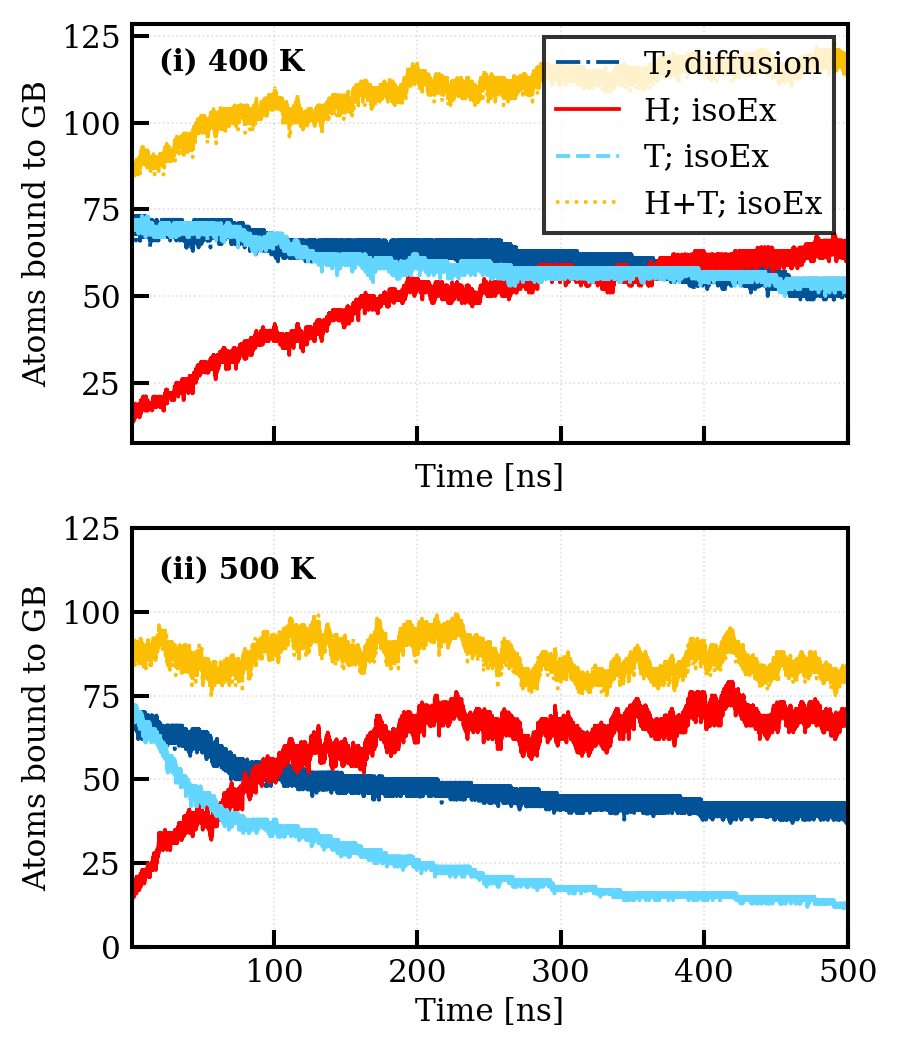 Atoms bound to GB
125
100
75
50
25
(i) 400 K
T; diffusion
H; isoEx
T; isoEx
H+T; isoEx
Time [ns]
Atoms bound to GB
125
100
75
50
25
0
(ii) 500 K
100 200 300 400 500
Time [ns]